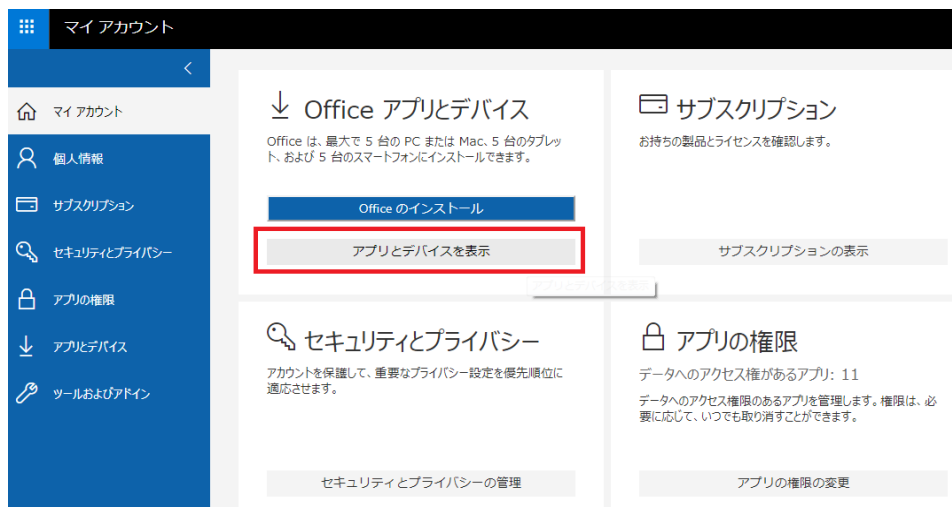 マイ アカウント
マイ アカウント
個人情報
サブスクリプション
セキュリティとプライバシー
アプリの権限
アプリとデバイス
ツールおよびアドイン
Office アプリとデバイス
Office は、最大で 5 台の PC または Mac、5 台のタブレッ
ト、および 5 台のスマートフォンにインストールできます。
Office のインストール
アプリとデバイスを表示
アプリとデバイスを表示
サブスクリプション
お持ちの製品とライセンスを確認します。
サブスクリプションの表示
セキュリティとプライバシー
アカウントを保護して、重要なプライバシー設定を優先順位に
適応させます。
セキュリティとプライバシーの管理
アプリの権限
データへのアクセス権があるアプリ: 11
データへのアクセス権限のあるアプリを管理します。権限は、必
要に応じて、いつでも取り消すことができます。
アプリの権限の変更